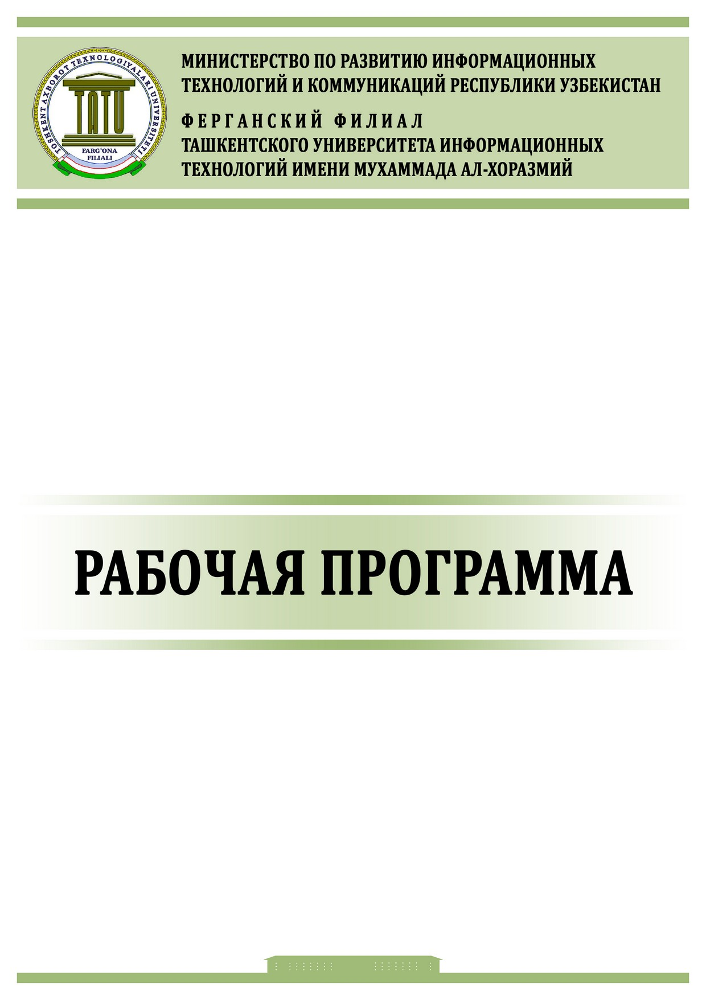 МИНИСТЕРСТВО ПО РАЗВИТИЮ ИНФОРМАЦИОННЫХ
ТЕХНОЛОГИЙ И КОММУНИКАЦИЙ РЕСПУБЛИКИ УЗБЕКИСТАН
ФЕРГАНСКИЙ ФИЛИАЛ
ТАШКЕНТСКОГО УНИВЕРСИТЕТА ИНФОРМАЦИОННЫХ
ТЕХНОЛОГИЙ ИМЕНИ МУХАММАДА АЛ-ХОРАЗМИЙ
TOSHKENT AXBOROT TEXNOLOGIYALARI UNIVERSITETI
TATU
FARG‘ONA
FILIALI
РАБОЧАЯ ПРОГРАММА